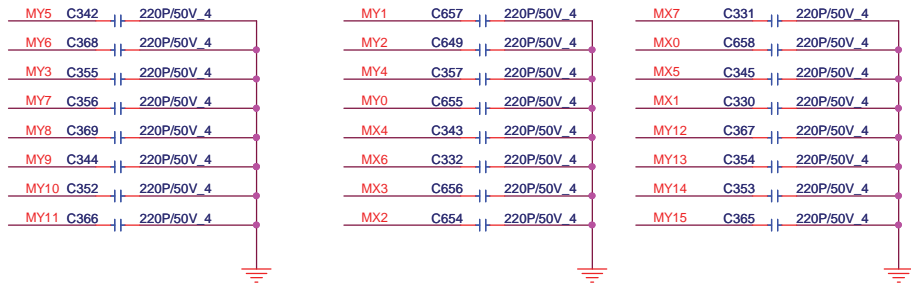 MY5 C342 220P/50V_4
MY6 C368 220P/50V_4
MY3 C355 220P/50V_4
MY7 C356 220P/50V_4
MY8 C369 220P/50V_4
MY9 C344 220P/50V_4
MY10 C352 220P/50V_4
MY11 C366 220P/50V_4
MY1 C657 220P/50V_4
MY2 C649 220P/50V_4
MY4 C357 220P/50V_4
MY0 C655 220P/50V_4
MX4 C343 220P/50V_4
MX6 C332 220P/50V_4
MX3 C656 220P/50V_4
MX2 C654 220P/50V_4
MX7 C331 220P/50V_4
MX0 C658 220P/50V_4
MX5 C345 220P/50V_4
MX1 C330 220P/50V_4
MY12 C367 220P/50V_4
MY13 C354 220P/50V_4
MY14 C353 220P/50V_4
MY15 C365 220P/50V_4